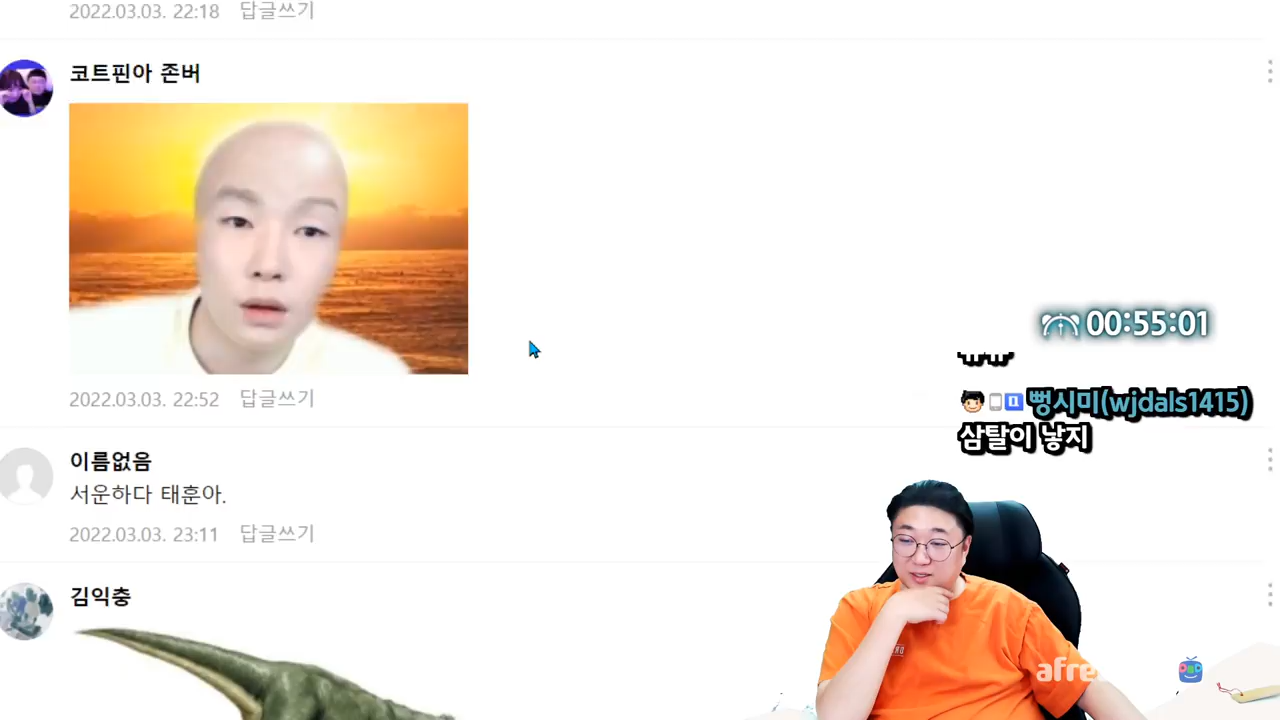 2022.03.03. 22:18 답글쓰기
코트핀아 존버
2022.03.03. 22:52 답글쓰기
00:55:01
뻥시미(wjdals1415)
삼탈이 낳지
이름없음
서운하다 태훈아.
2022.03.03. 23:11 답글쓰기
김익충